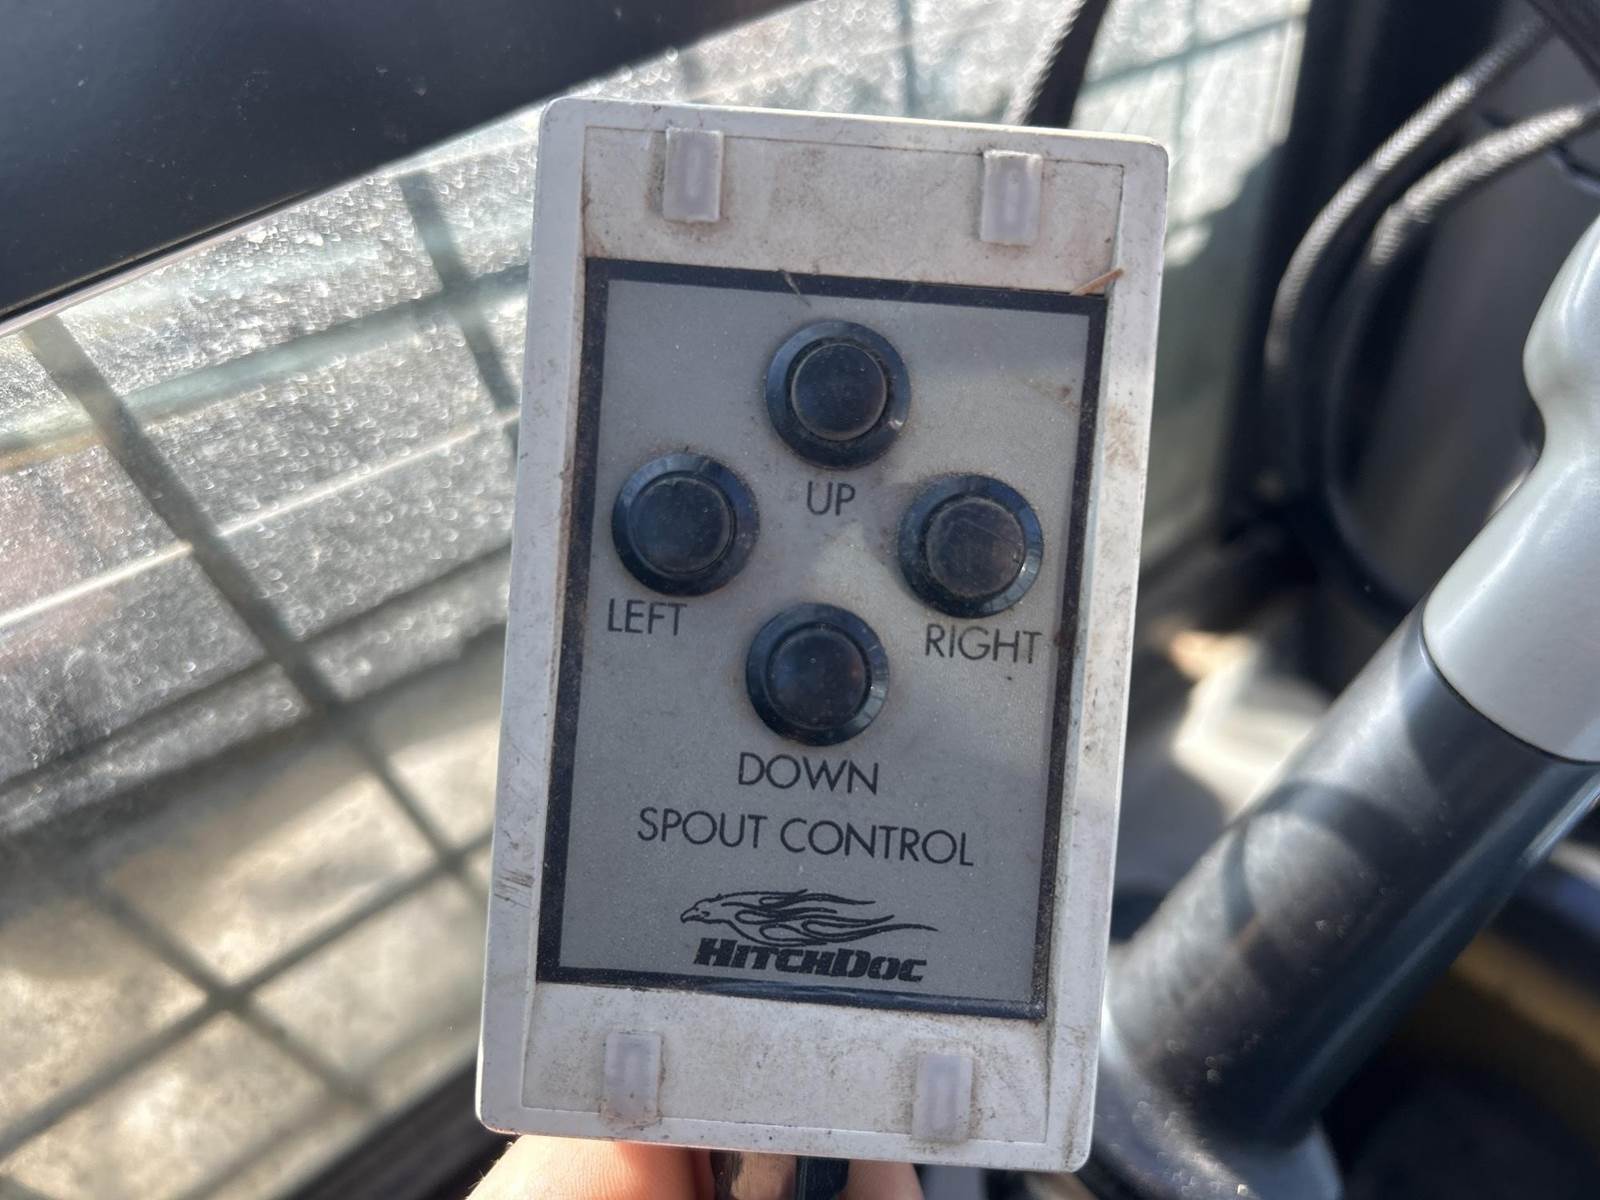 UP
LEFT
RIGHT
DOWN
SPOUT CONTROL
HITCHDOC